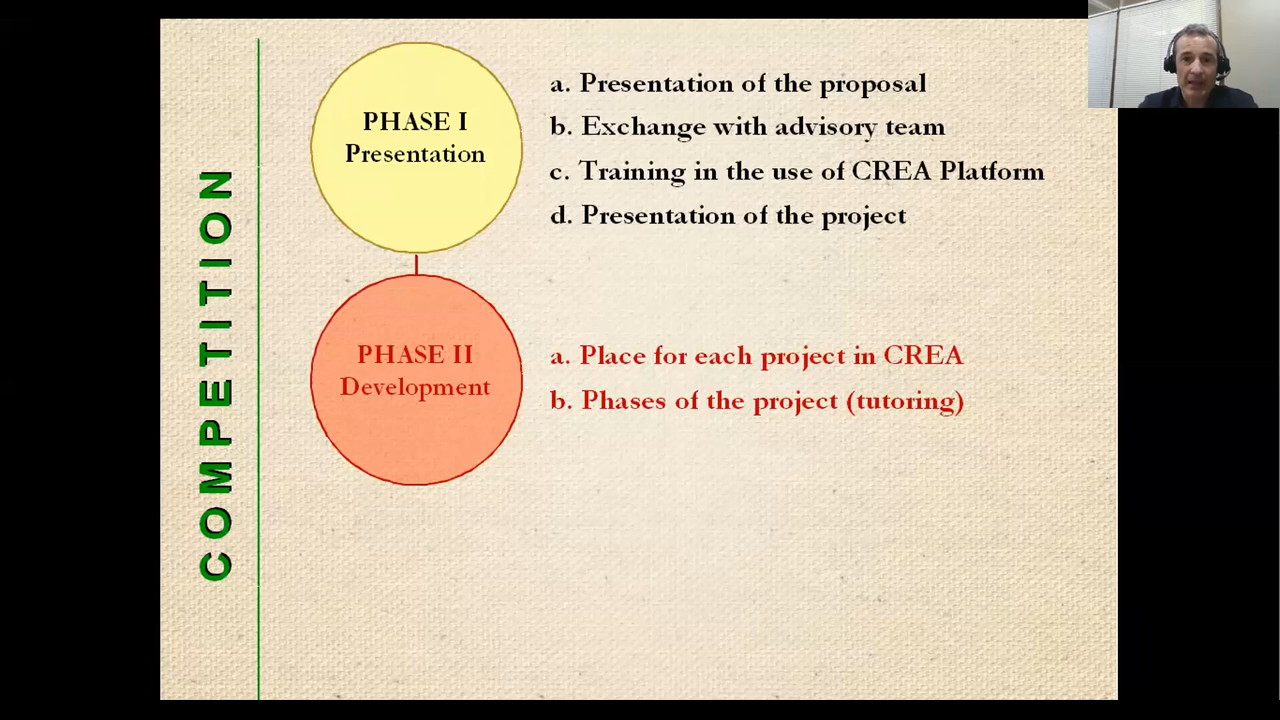 COMPETITION
PHASE I
Presentation
a. Presentation of the proposal
b. Exchange with advisory team
c. Training in the use of CREA Platform
d. Presentation of the project
PHASE II
Development
a. Place for each project in CREA
b. Phases of the project (tutoring)